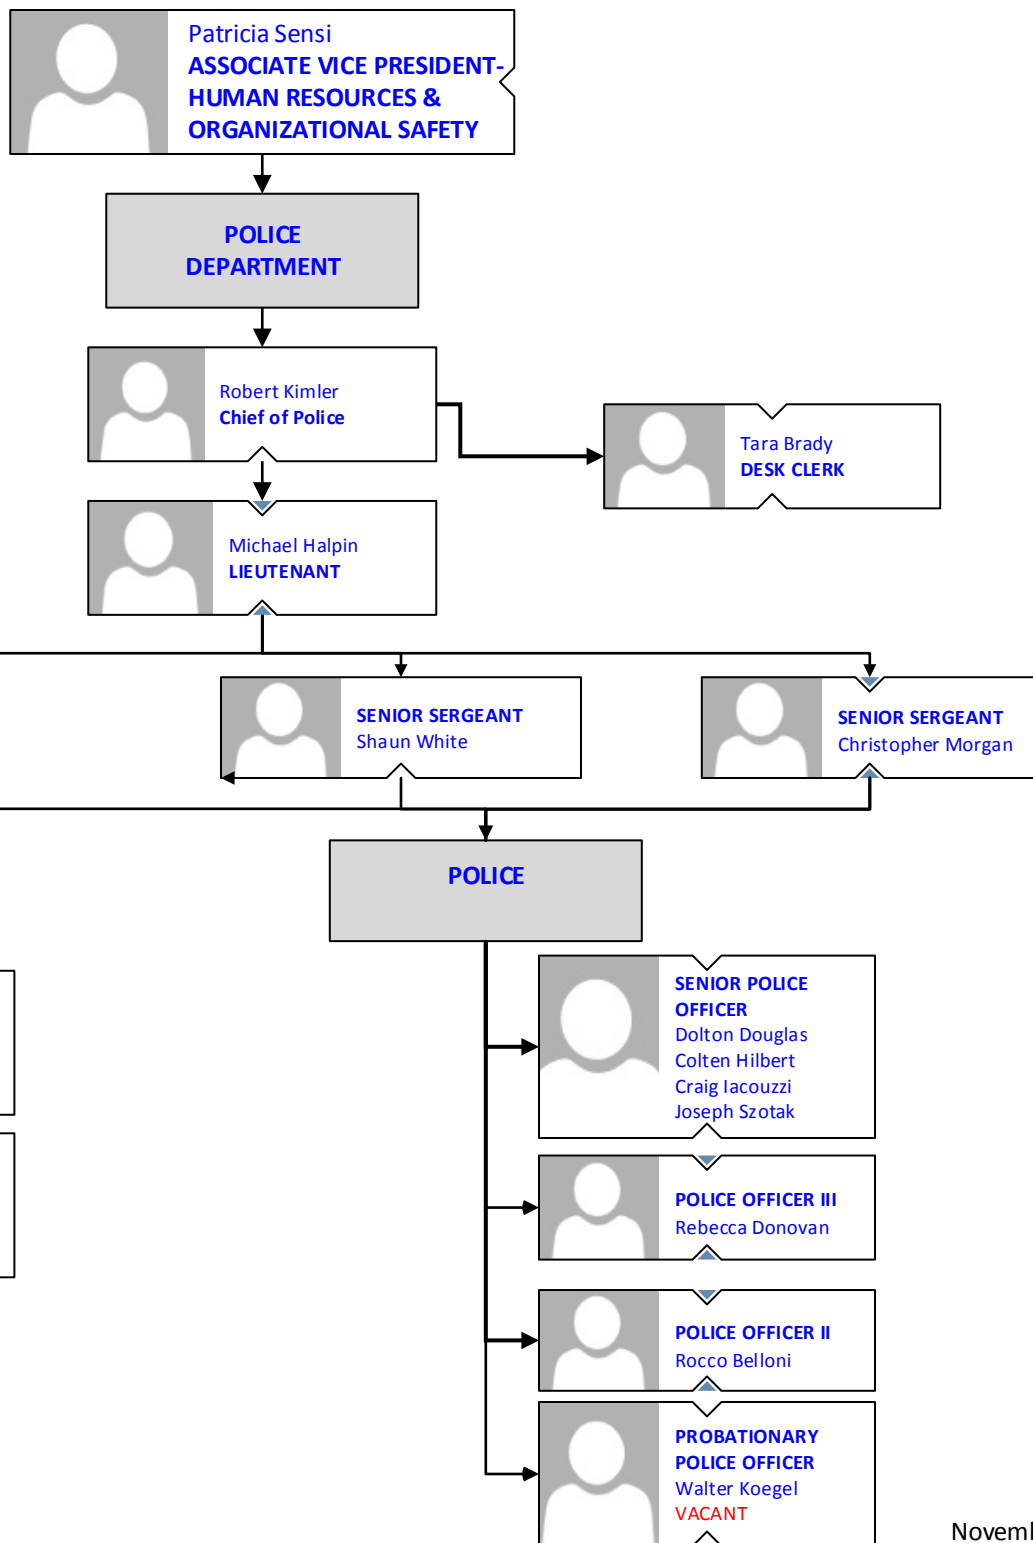 Patricia Sensi
ASSOCIATE VICE PRESIDENT-
HUMAN RESOURCES &
ORGANIZATIONAL SAFETY
POLICE
DEPARTMENT
Robert Kimler
Chief of Police
Tara Brady
DESK CLERK
Michael Halpin
LIEUTENANT
SENIOR SERGEANT
Shaun White
SENIOR SERGEANT
Christopher Morgan
POLICE
SENIOR POLICE
OFFICER
Dolton Douglas
Colten Hilbert
Craig Iacouzzi
Joseph Szotak
POLICE OFFICER III
Rebecca Donovan
POLICE OFFICER II
Rocco Belloni
PROBATIONARY
POLICE OFFICER
Walter Koegel
VACANT